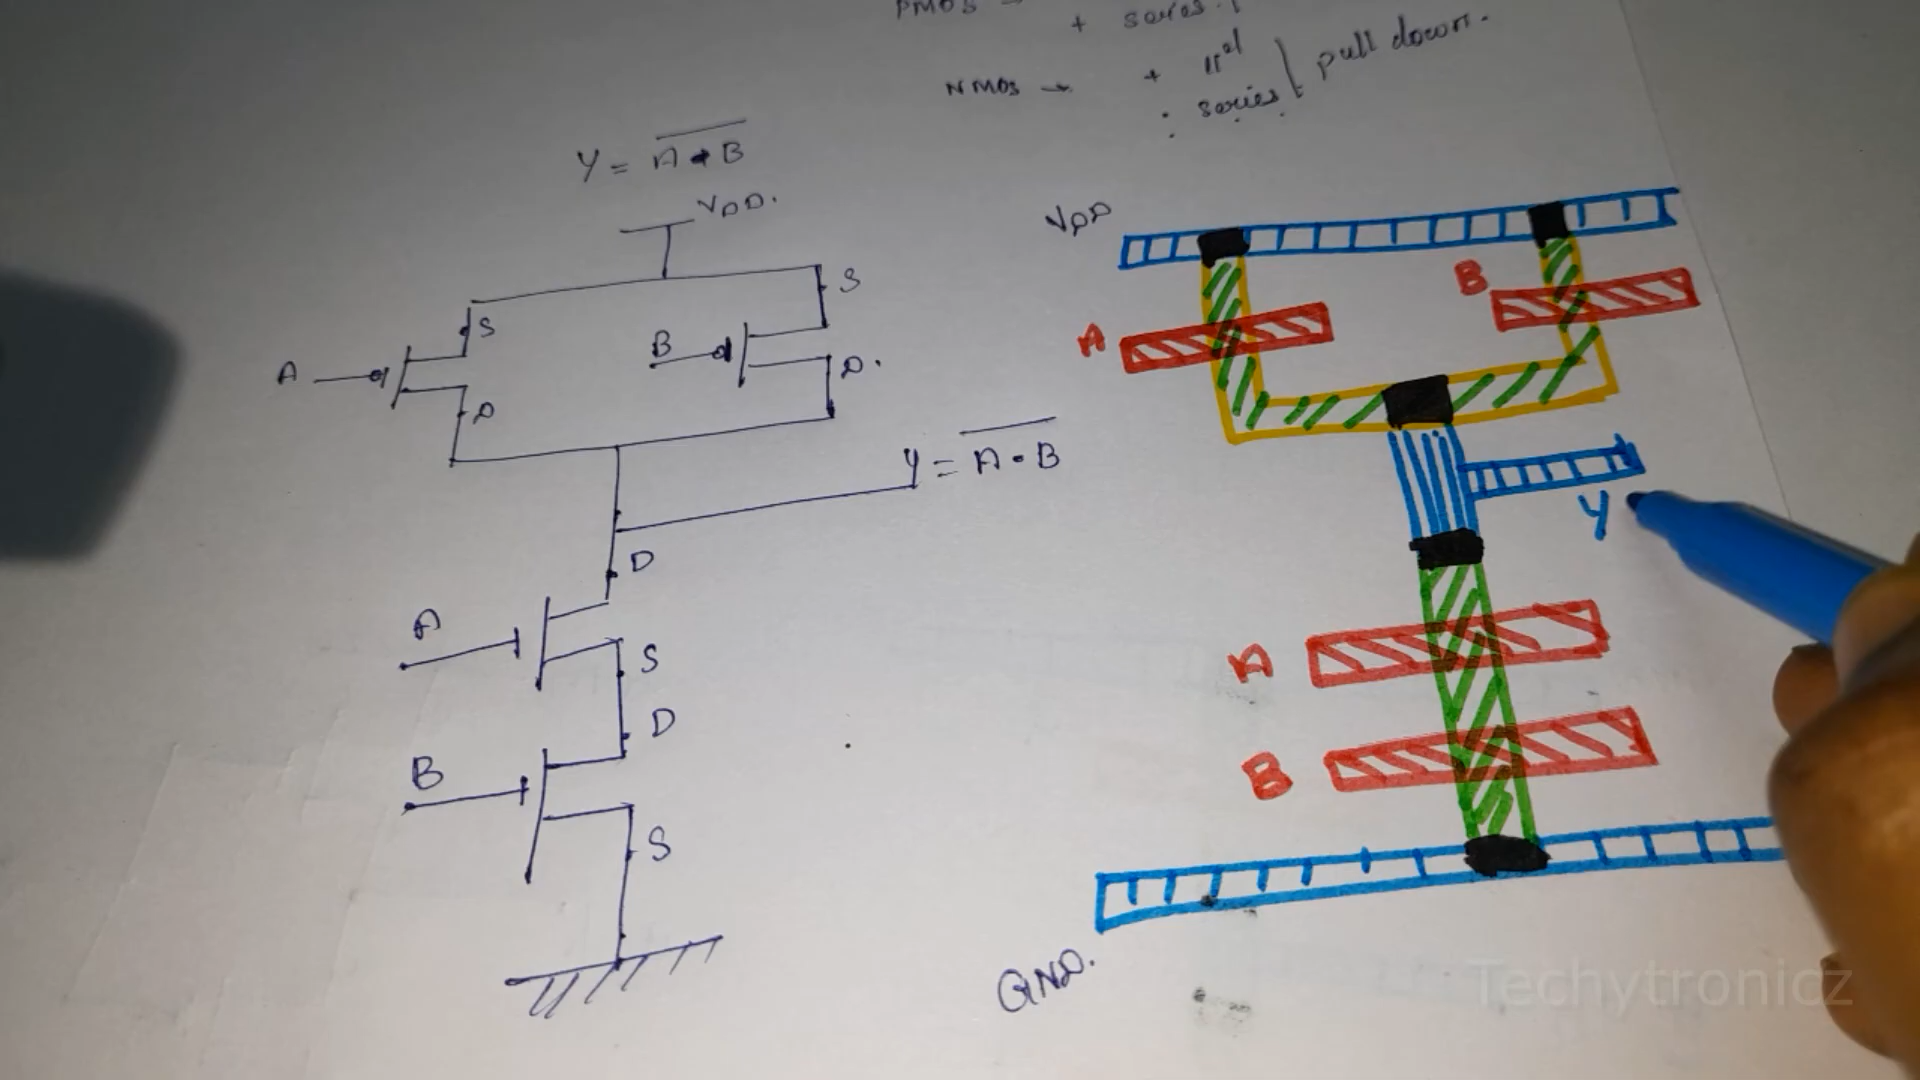 PMOS →
+ series
NMOS → + 11el
: series } pull down.
Y = A • B
VDD.
S
A
D
B
S
D.
Y = A • B
D
A
S
D
B
S
VDD
A
B
Y
A
B
GND.
Techytronicz